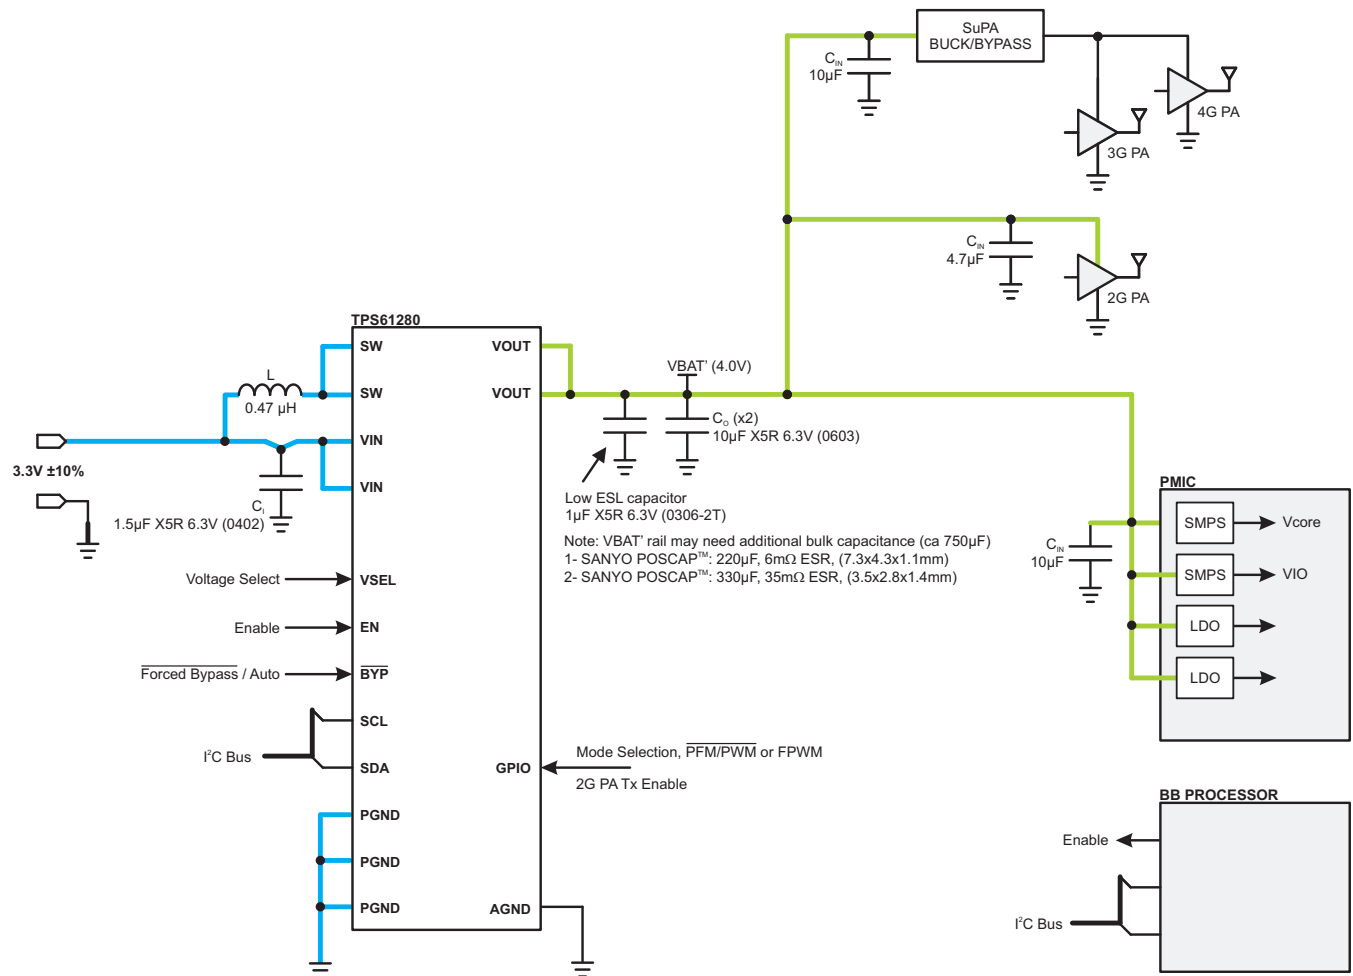 SuPA
BUCK/BYPASS
C_IN
10µF
4G PA
3G PA
C_IN
4.7µF
2G PA
TPS61280
SW
VOUT
VBAT' (4.0V)
L
0.47 µH
SW
VOUT
C_O (x2)
10µF X5R 6.3V (0603)
VIN
3.3V ±10%
VIN
C_I
1.5µF X5R 6.3V (0402)
Low ESL capacitor
1µF X5R 6.3V (0306-2T)
Note: VBAT' rail may need additional bulk capacitance (ca 750µF)
1- SANYO POSCAP™: 220µF, 6mΩ ESR, (7.3x4.3x1.1mm)
2- SANYO POSCAP™: 330µF, 35mΩ ESR, (3.5x2.8x1.4mm)
PMIC
SMPS
Vcore
C_IN
10µF
SMPS
VIO
LDO
LDO
Voltage Select
VSEL
Enable
EN
Forced Bypass / Auto
BYP
SCL
I²C Bus
SDA
GPIO
Mode Selection, PFM/PWM or FPWM
2G PA Tx Enable
PGND
PGND
PGND
AGND
BB PROCESSOR
Enable
I²C Bus